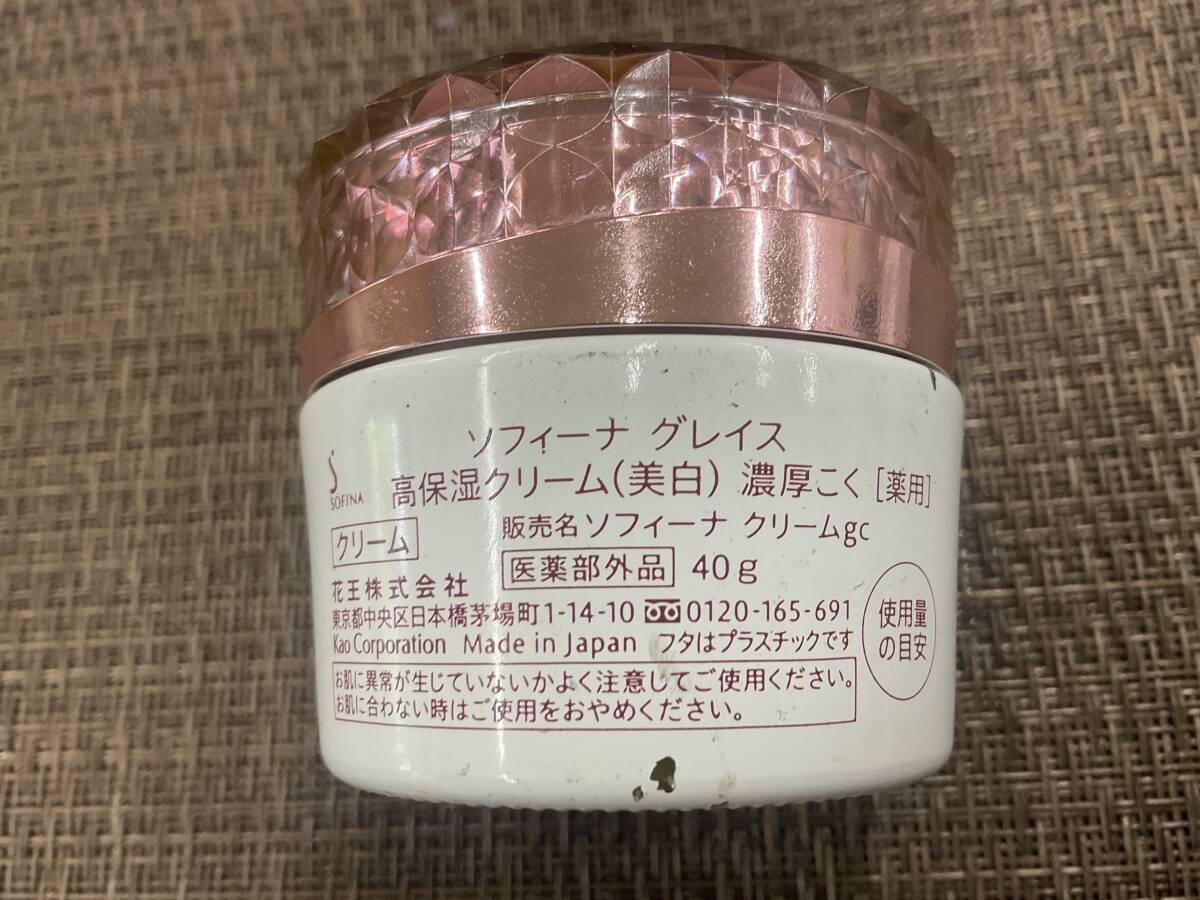 ソフィーナ グレイス
SOFINA
高保湿クリーム(美白) 濃厚こく [薬用]
クリーム
販売名ソフィーナ クリームgc
医薬部外品 40g
花王株式会社
東京都中央区日本橋茅場町1-14-10 0120-165-691
Kao Corporation Made in Japan フタはプラスチックです
お肌に異常が生じていないかよく注意してご使用ください。
お肌に合わない時はご使用をおやめください。
使用量
の目安